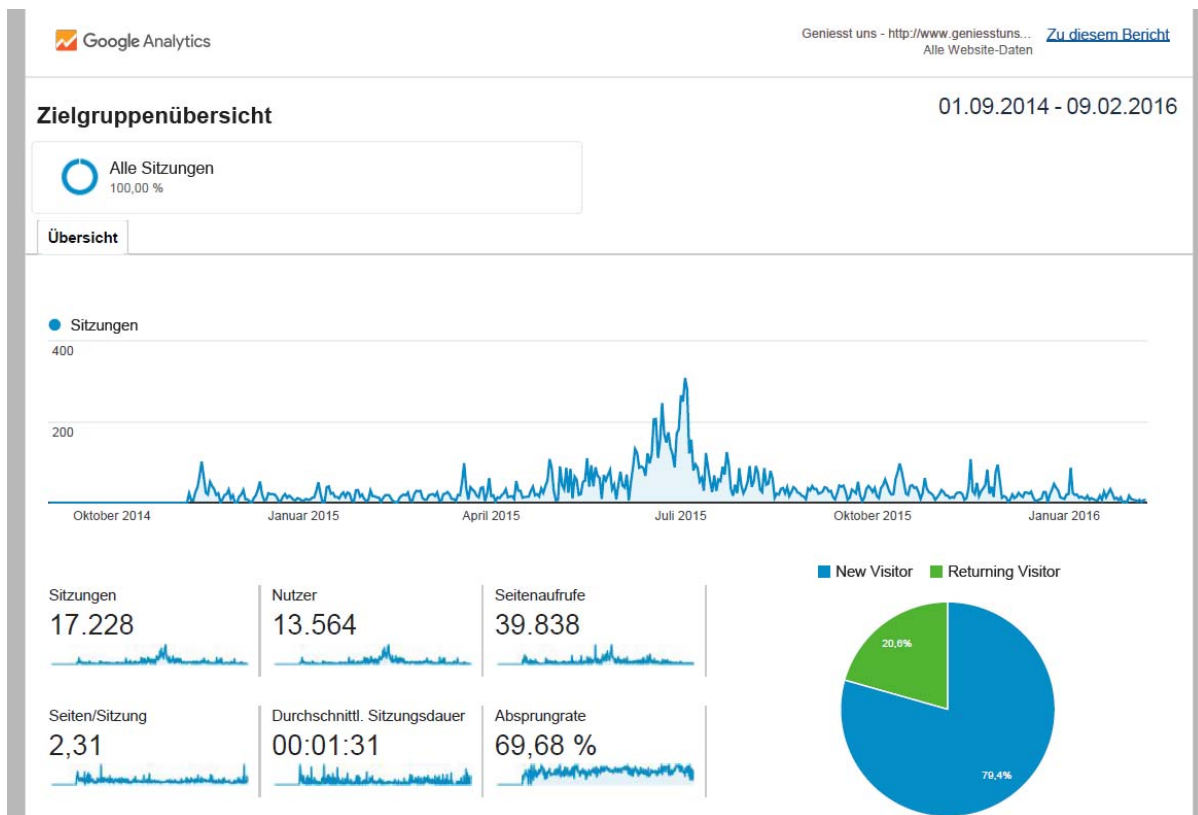 Google Analytics
Geniesst uns - http://www.geniesstuns...
Alle Website-Daten
Zu diesem Bericht
Zielgruppenübersicht
01.09.2014 - 09.02.2016
Alle Sitzungen
100,00 %
Übersicht
Sitzungen
400
200
Oktober 2014 Januar 2015 April 2015 Juli 2015 Oktober 2015 Januar 2016
New Visitor Returning Visitor
Sitzungen Nutzer Seitenaufrufe
17.228 13.564 39.838
20,6%
Seiten/Sitzung Durchschnittl. Sitzungsdauer Absprungrate
2,31 00:01:31 69,68 %
79,4%